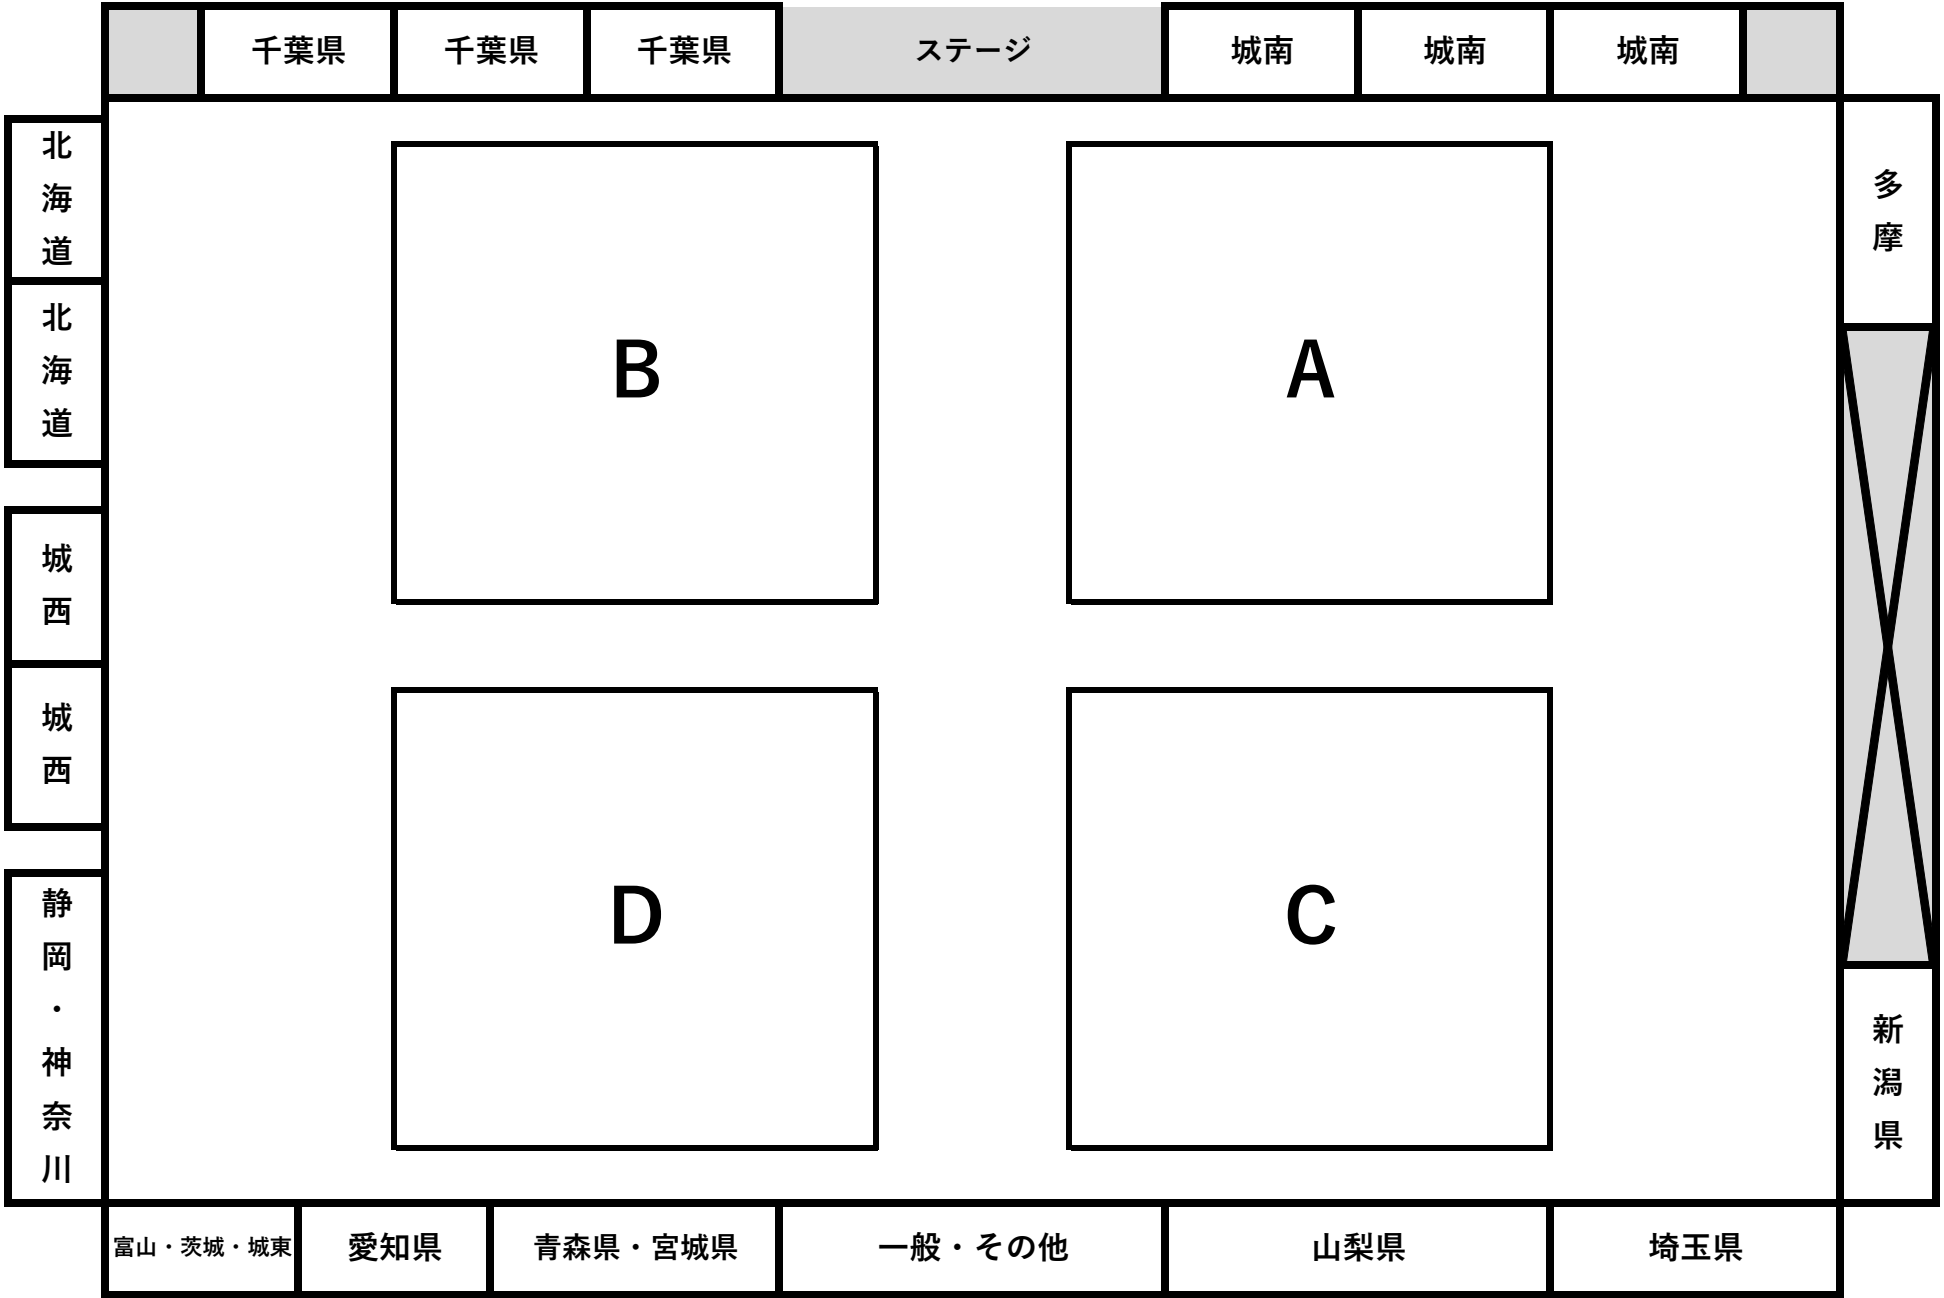 千葉県
千葉県
千葉県
ステージ
城南
城南
城南
北海道
北海道
城西
城西
静岡・神奈川
B
A
D
C
多摩
新潟県
富山・茨城・城東
愛知県
青森県・宮城県
一般・その他
山梨県
埼玉県